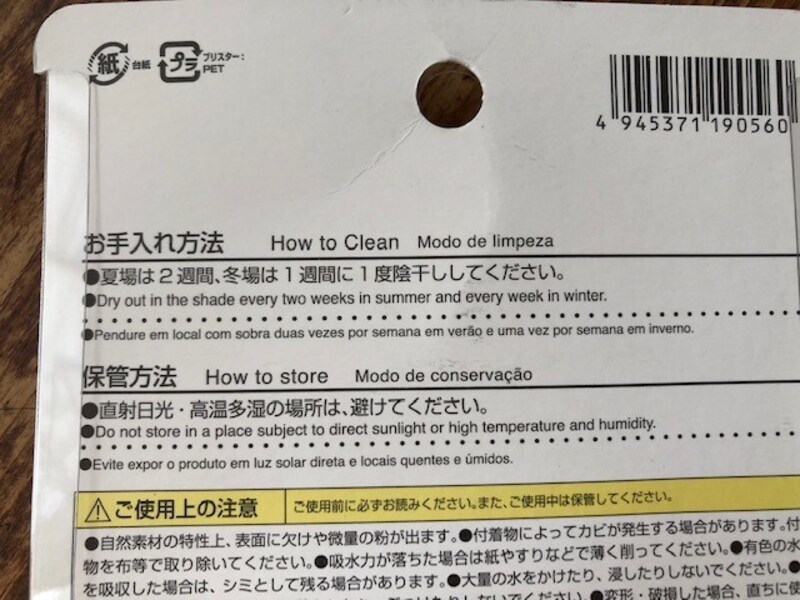 紙 台紙 プラ ブリスター：
PET
4 945371 190560
お手入れ方法 How to Clean Modo de limpeza
●夏場は2週間、冬場は1週間に1度陰干ししてください。
●Dry out in the shade every two weeks in summer and every week in winter.
●Pendure em local com sobra duas vezes por semana em verão e uma vez por semana em inverno.
保管方法 How to store Modo de conservação
●直射日光・高温多湿の場所は、避けてください。
●Do not store in a place subject to direct sunlight or high temperature and humidity.
●Evite expor o produto em luz solar direta e locais quentes e úmidos.
⚠ご使用上の注意 ご使用前に必ずお読みください。また、ご使用中は保管してください。
●自然素材の特性上、表面に欠けや微量の粉が出ます。●付着物によってカビが発生する場合があります。付
物を布等で取り除いてください。●吸水力が落ちた場合は紙やすりなどで薄く削ってください。●有色の水
を吸収した場合は、シミとして残る場合があります。●大量の水をかけたり、浸したりしないでください。●
●変形・破損した場合、直ちに使